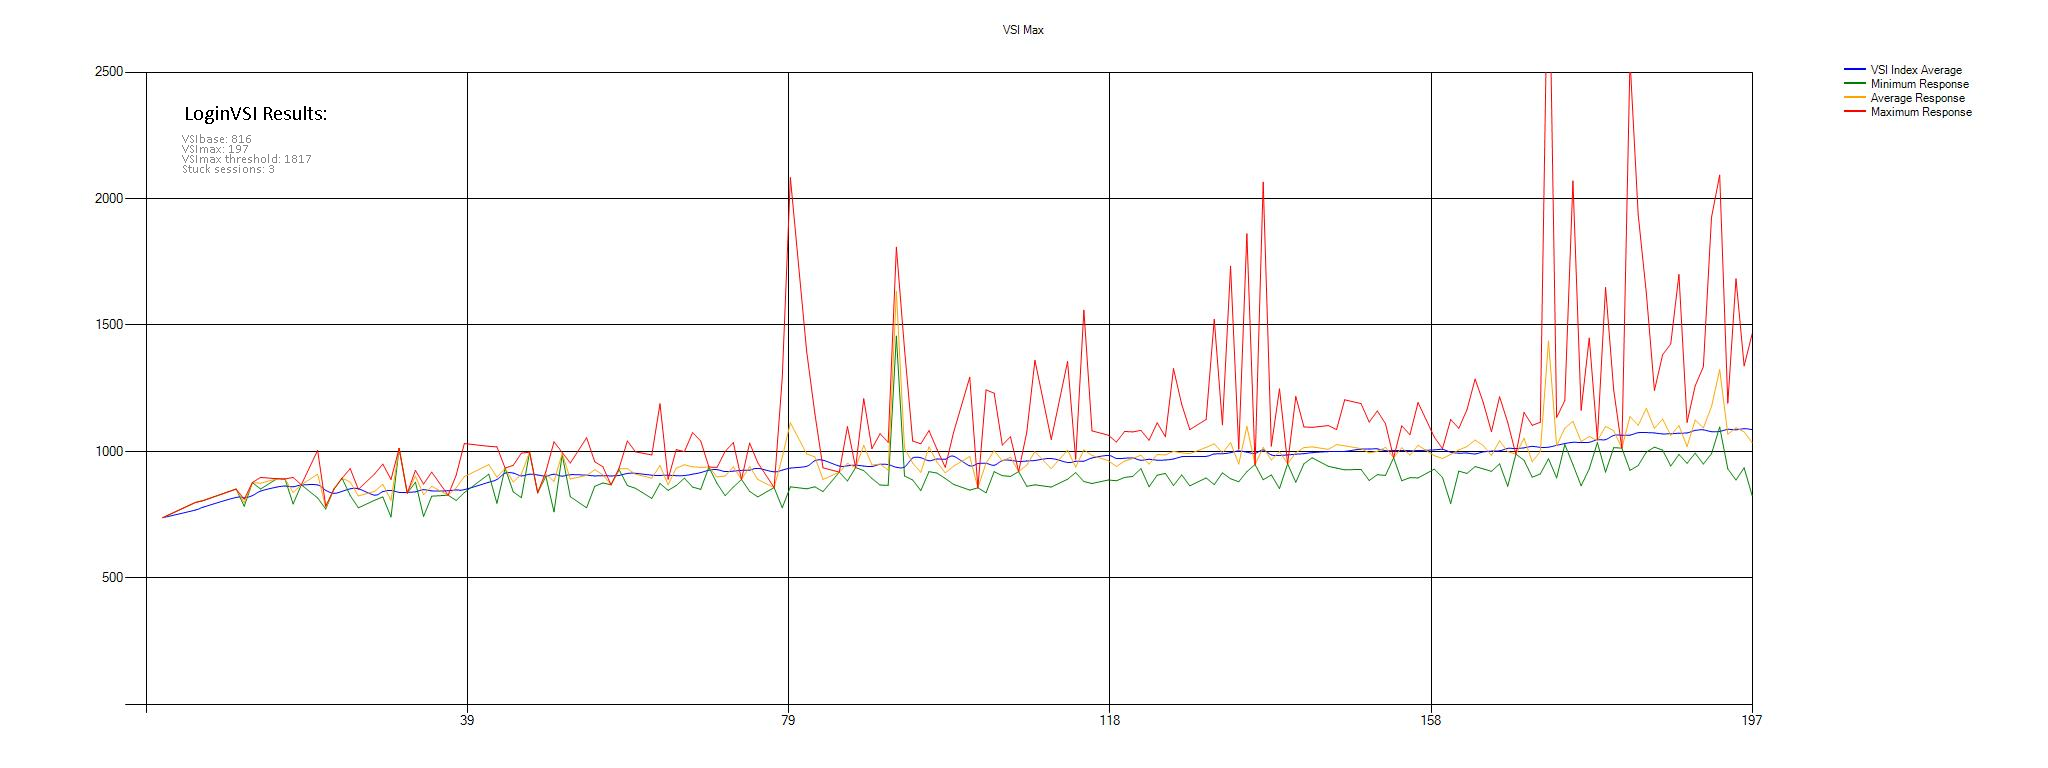 VSI Max
2500
2000
1500
1000
500
LoginVSI Results:
VSIbase: 816
VSImax: 197
VSImax threshold: 1817
Stuck sessions: 3
VSI Index Average
Minimum Response
Average Response
Maximum Response
39
79
118
158
197